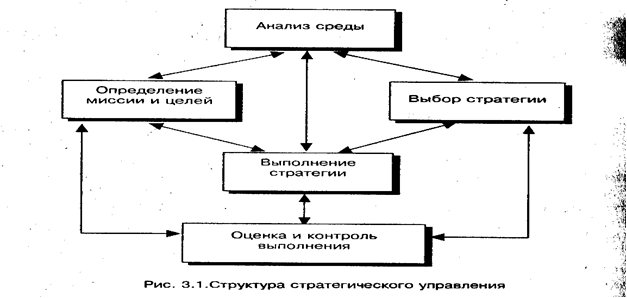 Анализ среды
Определение
миссии и целей
Выбор стратегии
Выполнение
стратегии
Оценка и контроль
выполнения
Рис. 3.1.Структура стратегического управления